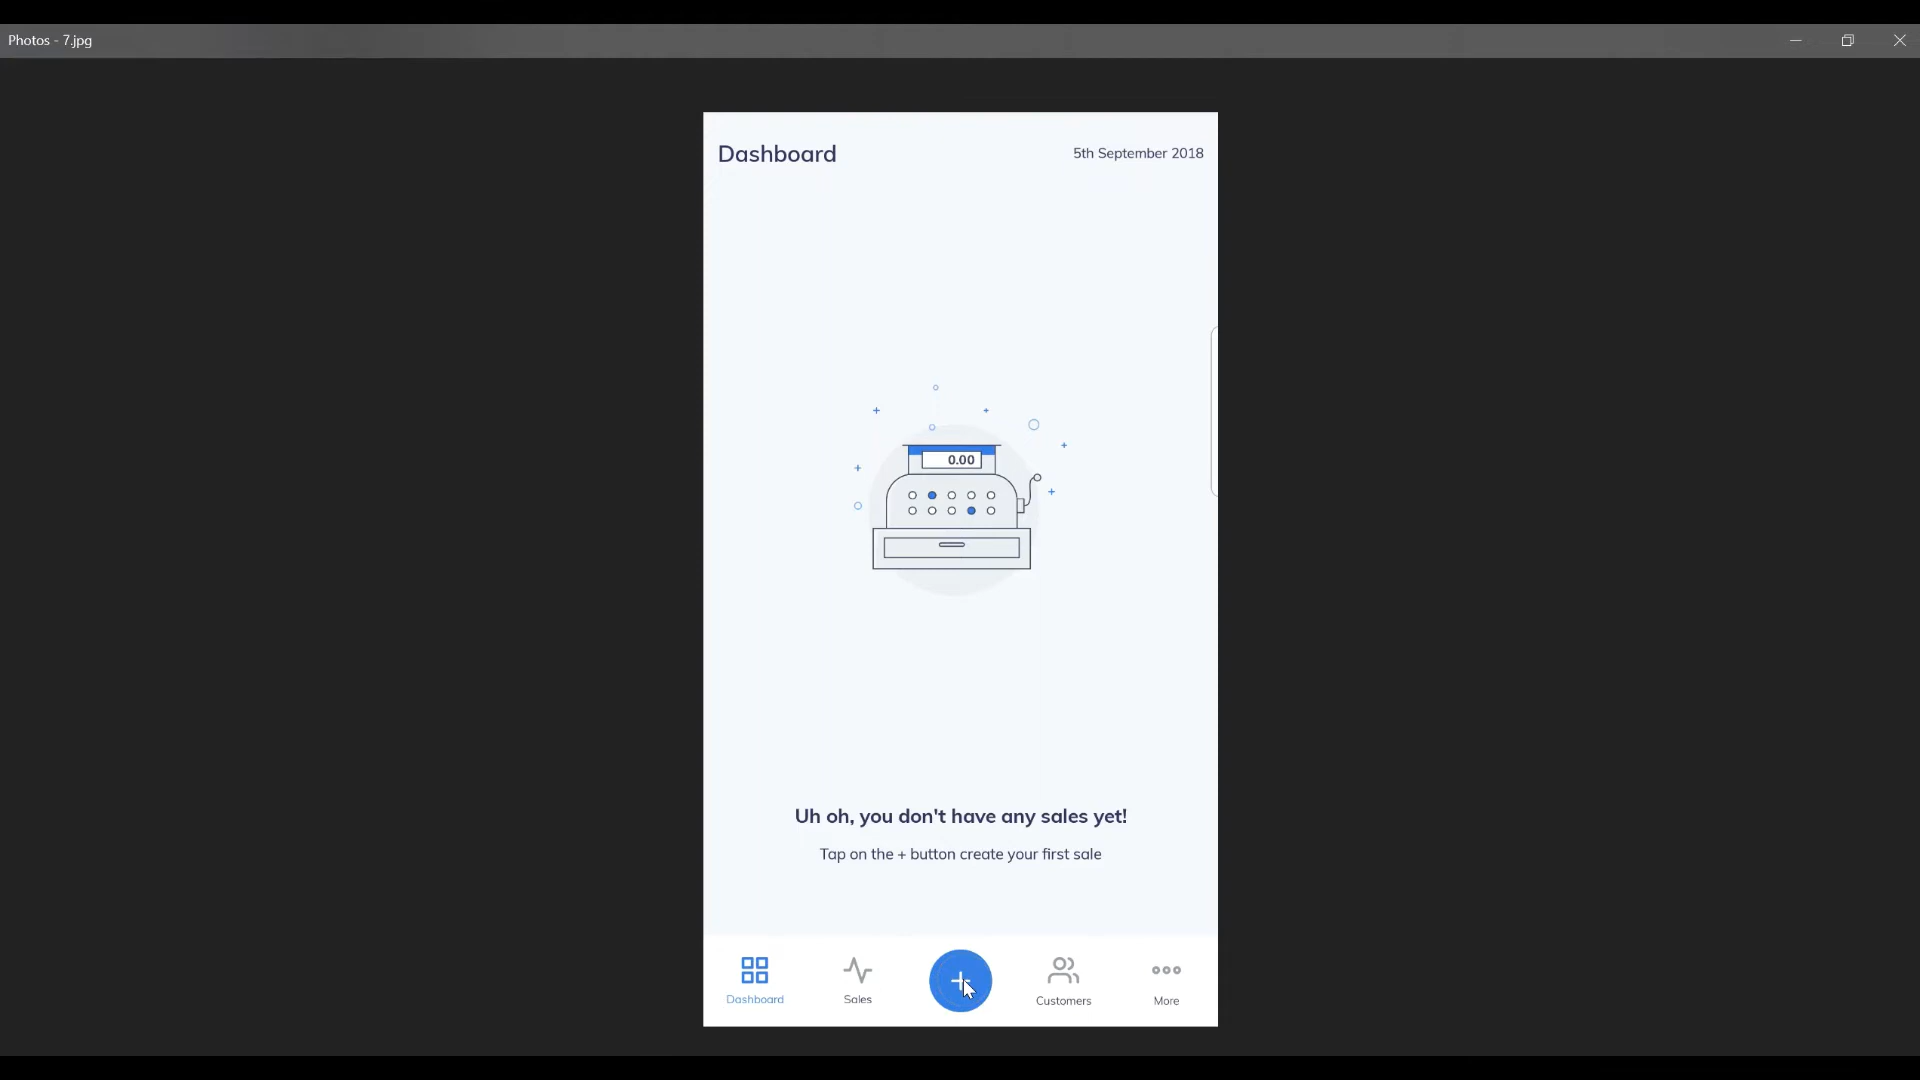 Photos - 7.jpg
Dashboard
5th September 2018
0.00
Uh oh, you don't have any sales yet!
Tap on the + button create your first sale
Dashboard
Sales
Customers
More